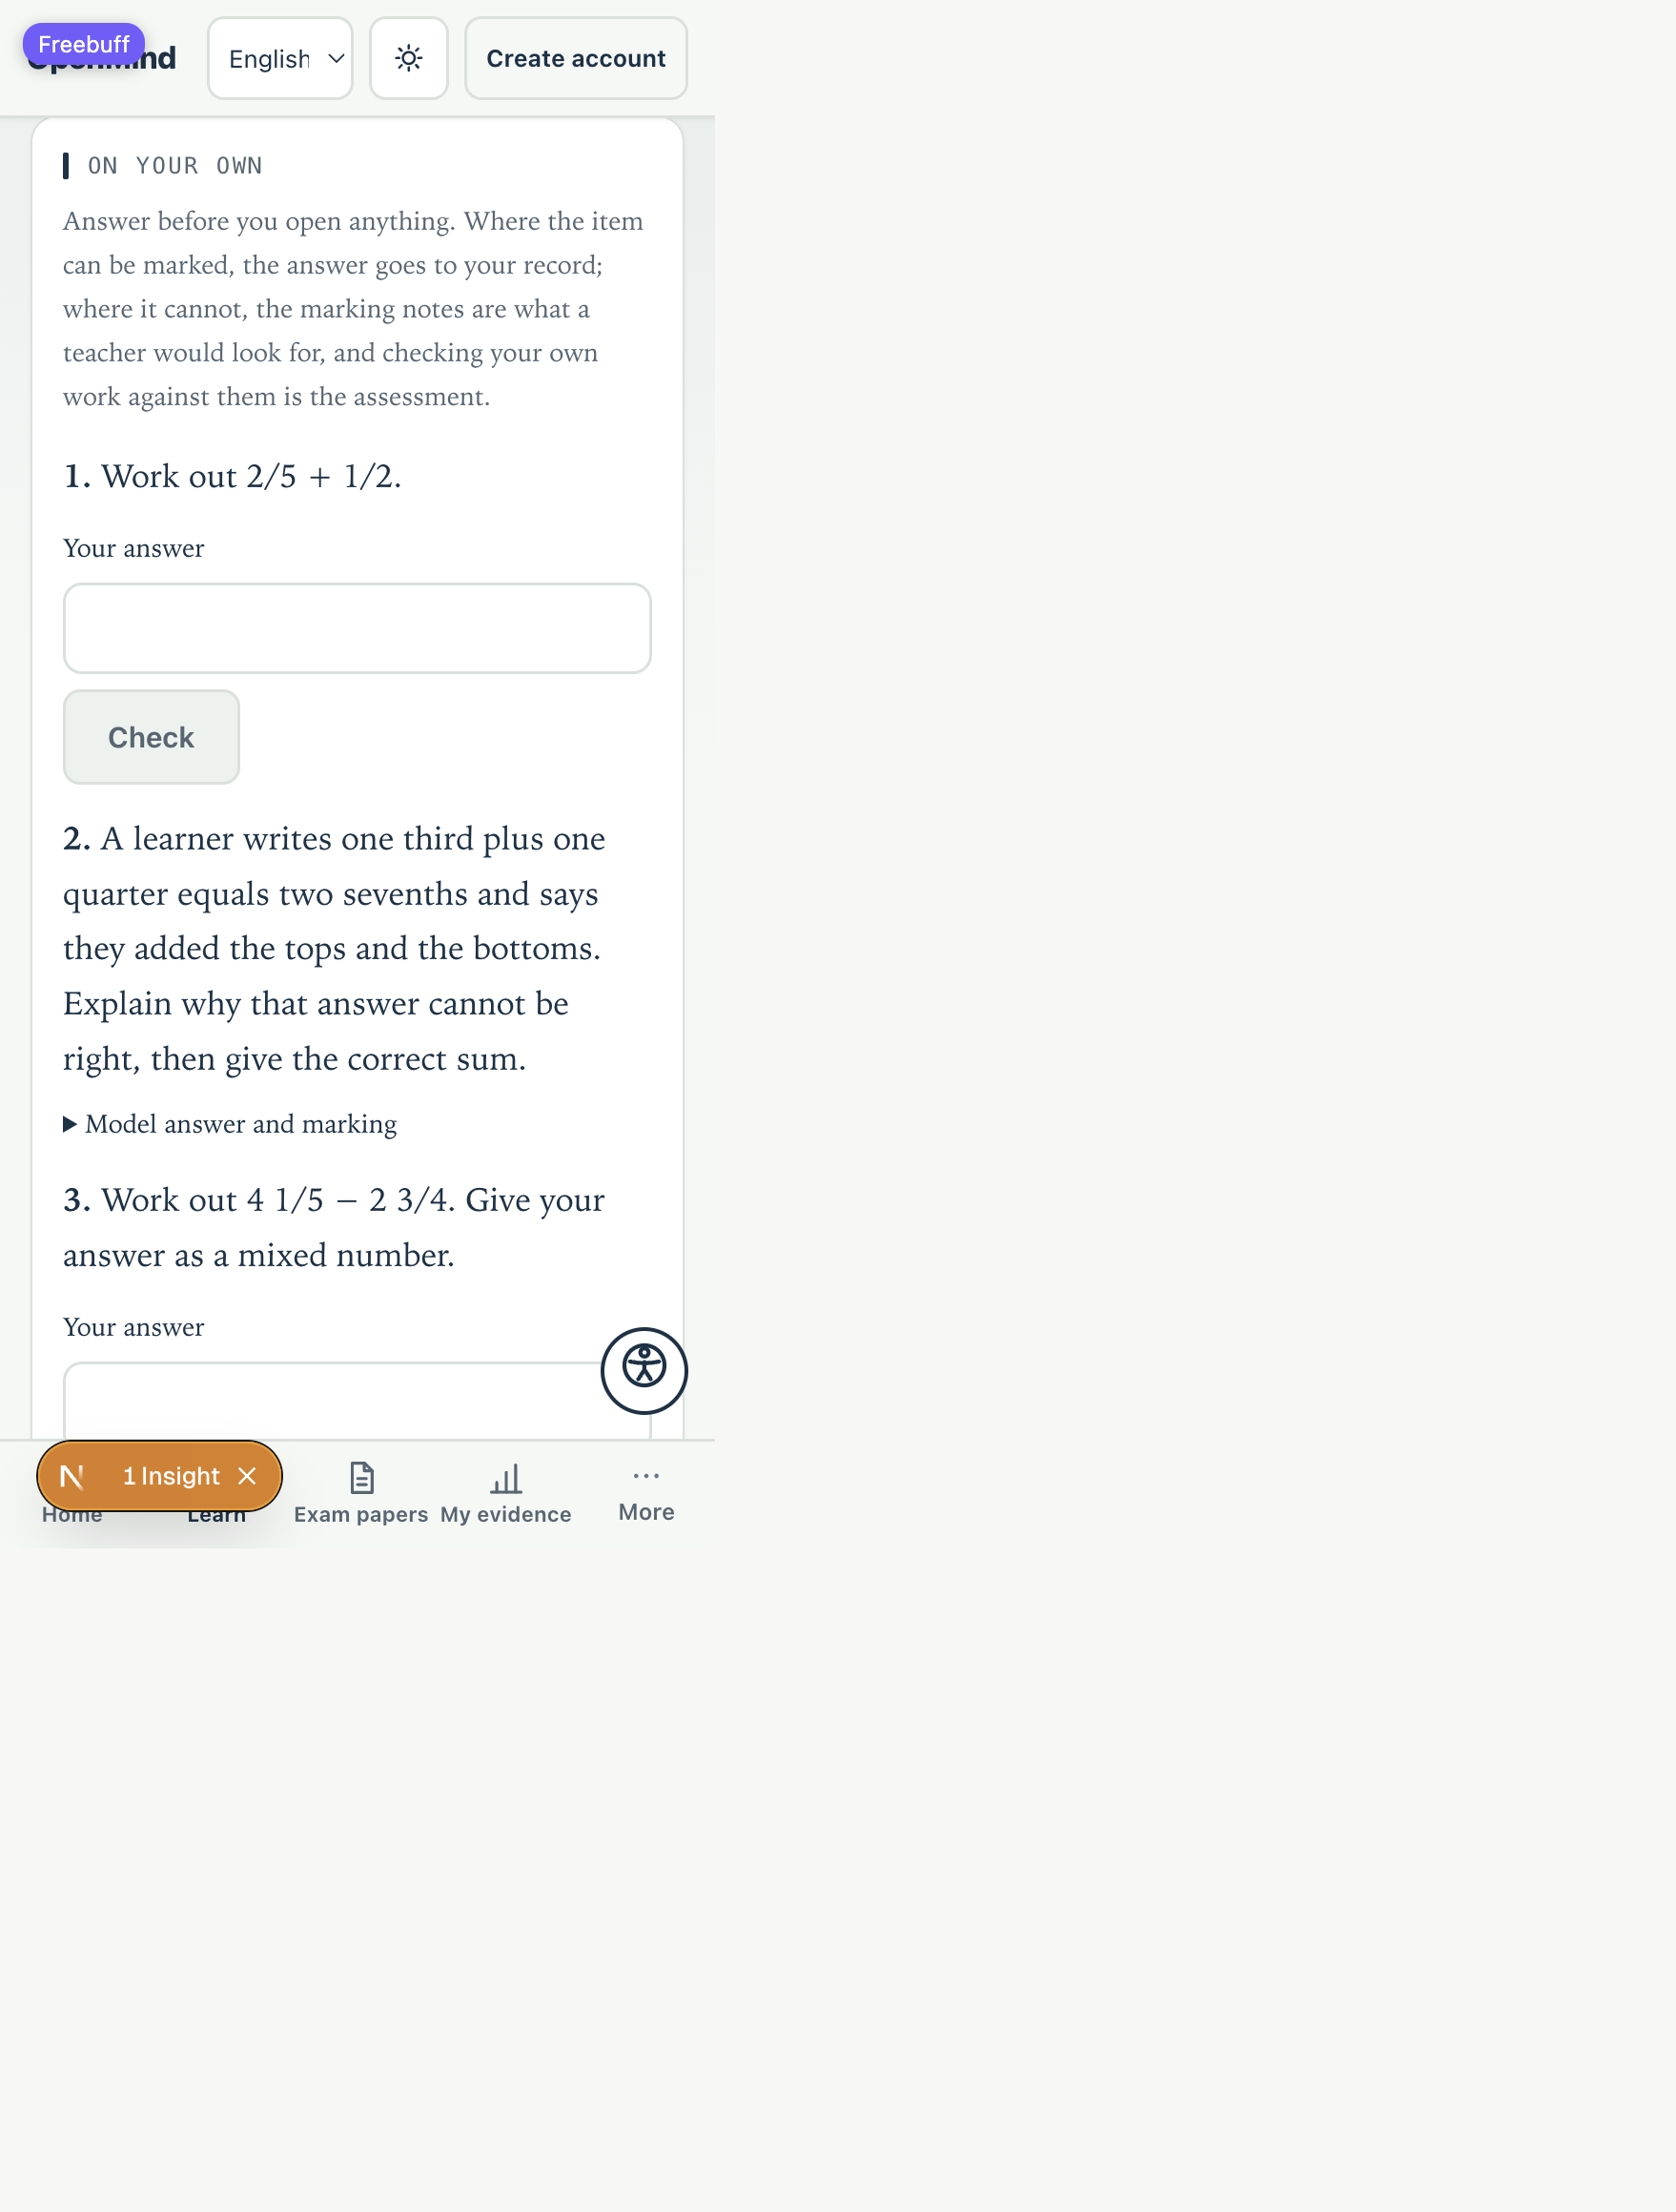 Freebuff
English
Create account
ON YOUR OWN
Answer before you open anything. Where the item
can be marked, the answer goes to your record;
where it cannot, the marking notes are what a
teacher would look for, and checking your own
work against them is the assessment.
1. Work out 2/5 + 1/2.
Your answer
Check
2. A learner writes one third plus one
quarter equals two sevenths and says
they added the tops and the bottoms.
Explain why that answer cannot be
right, then give the correct sum.
Model answer and marking
3. Work out 4 1/5 − 2 3/4. Give your
answer as a mixed number.
Your answer
N 1 Insight
Home Learn Exam papers My evidence More